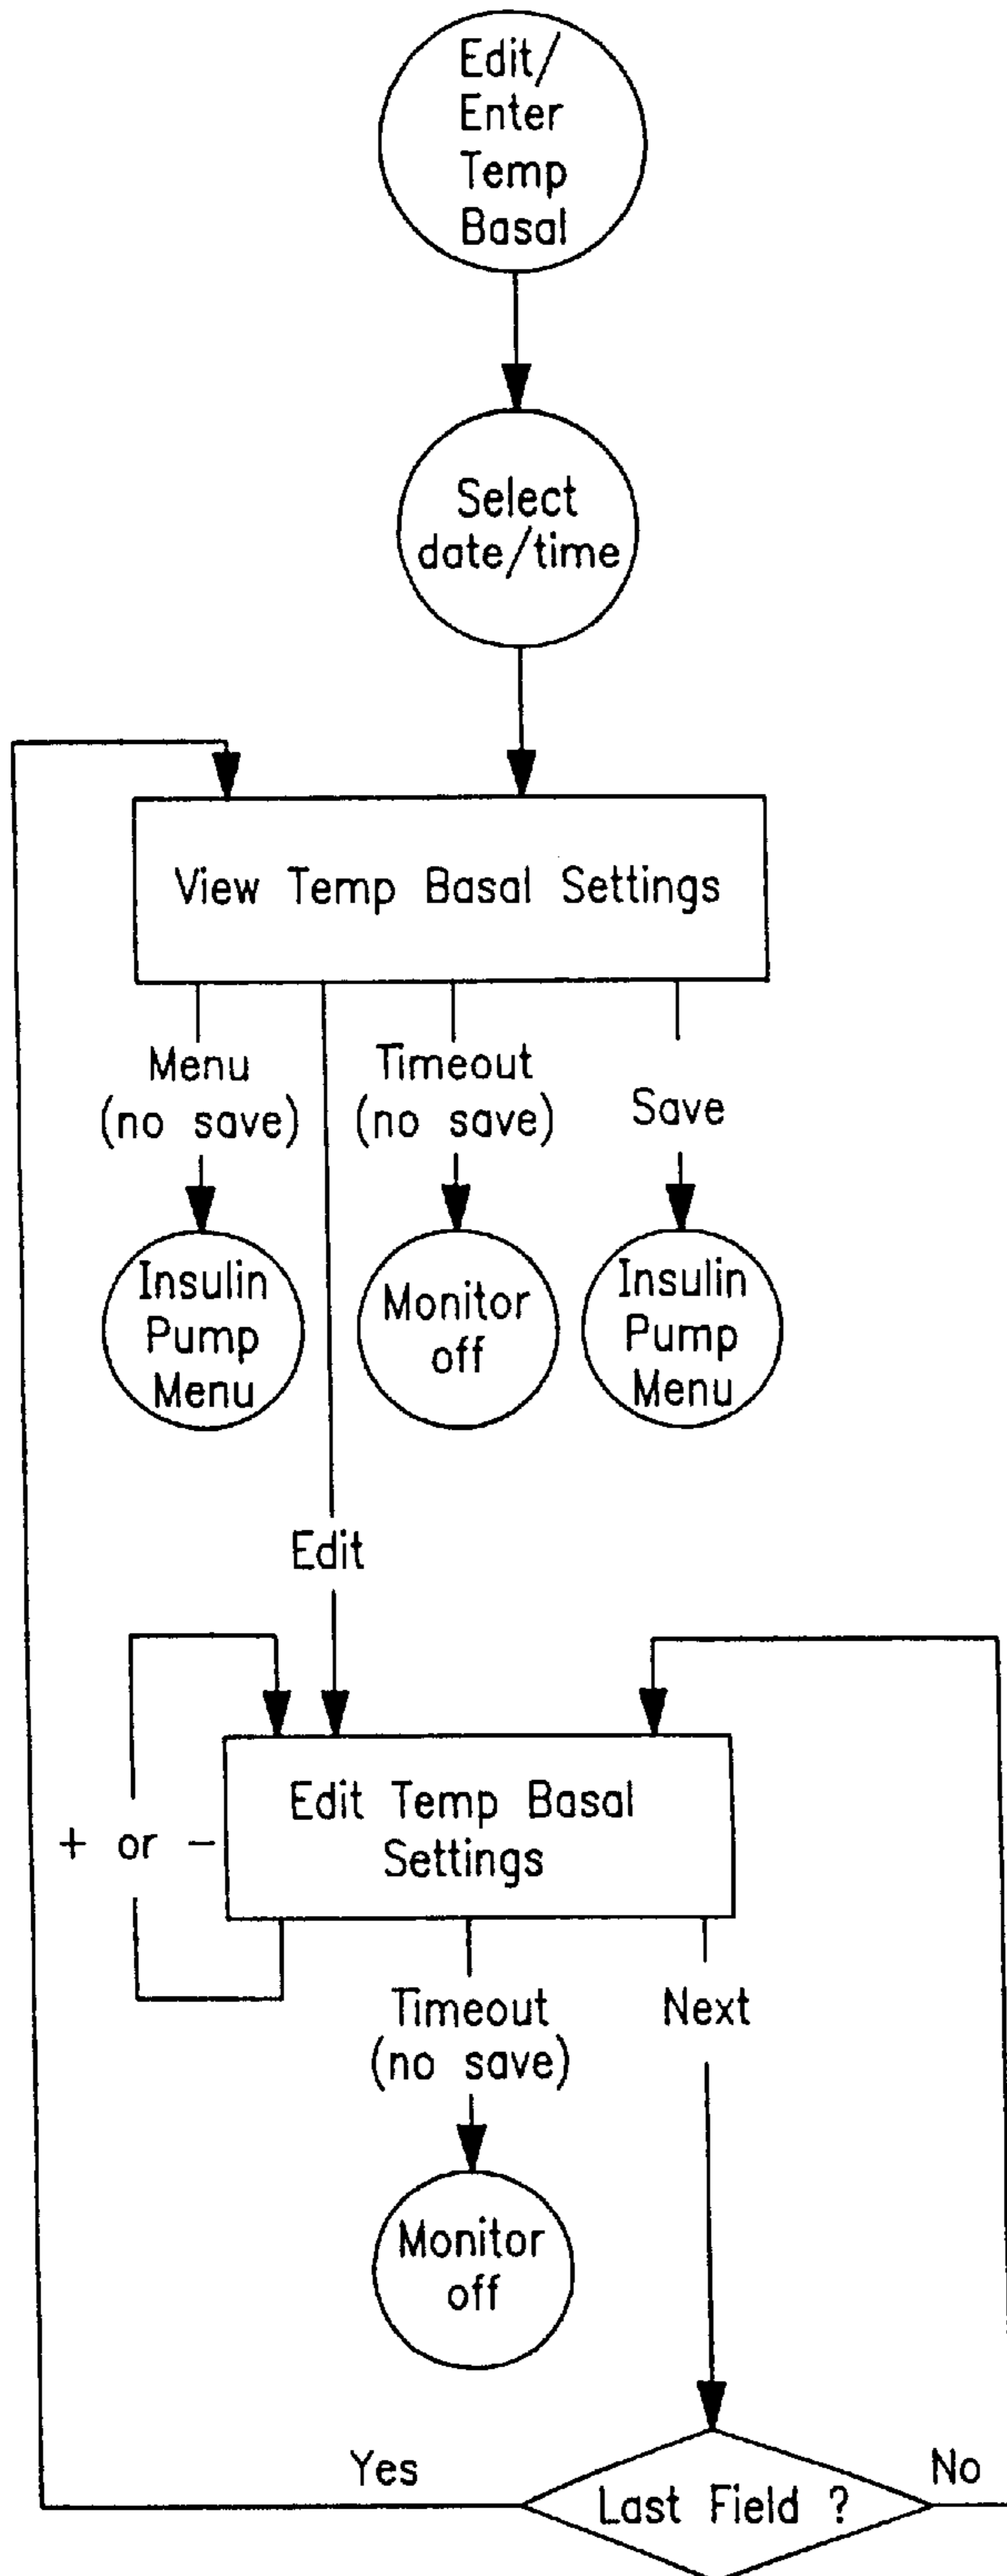 Edit/
Enter
Temp
Basal
Select
date/time
View Temp Basal Settings
Menu
(no save)
Timeout
(no save)
Save
Insulin
Pump
Menu
Monitor
off
Insulin
Pump
Menu
Edit
+ or -
Edit Temp Basal
Settings
Timeout
(no save)
Next
Monitor
off
Yes
Last Field ?
No